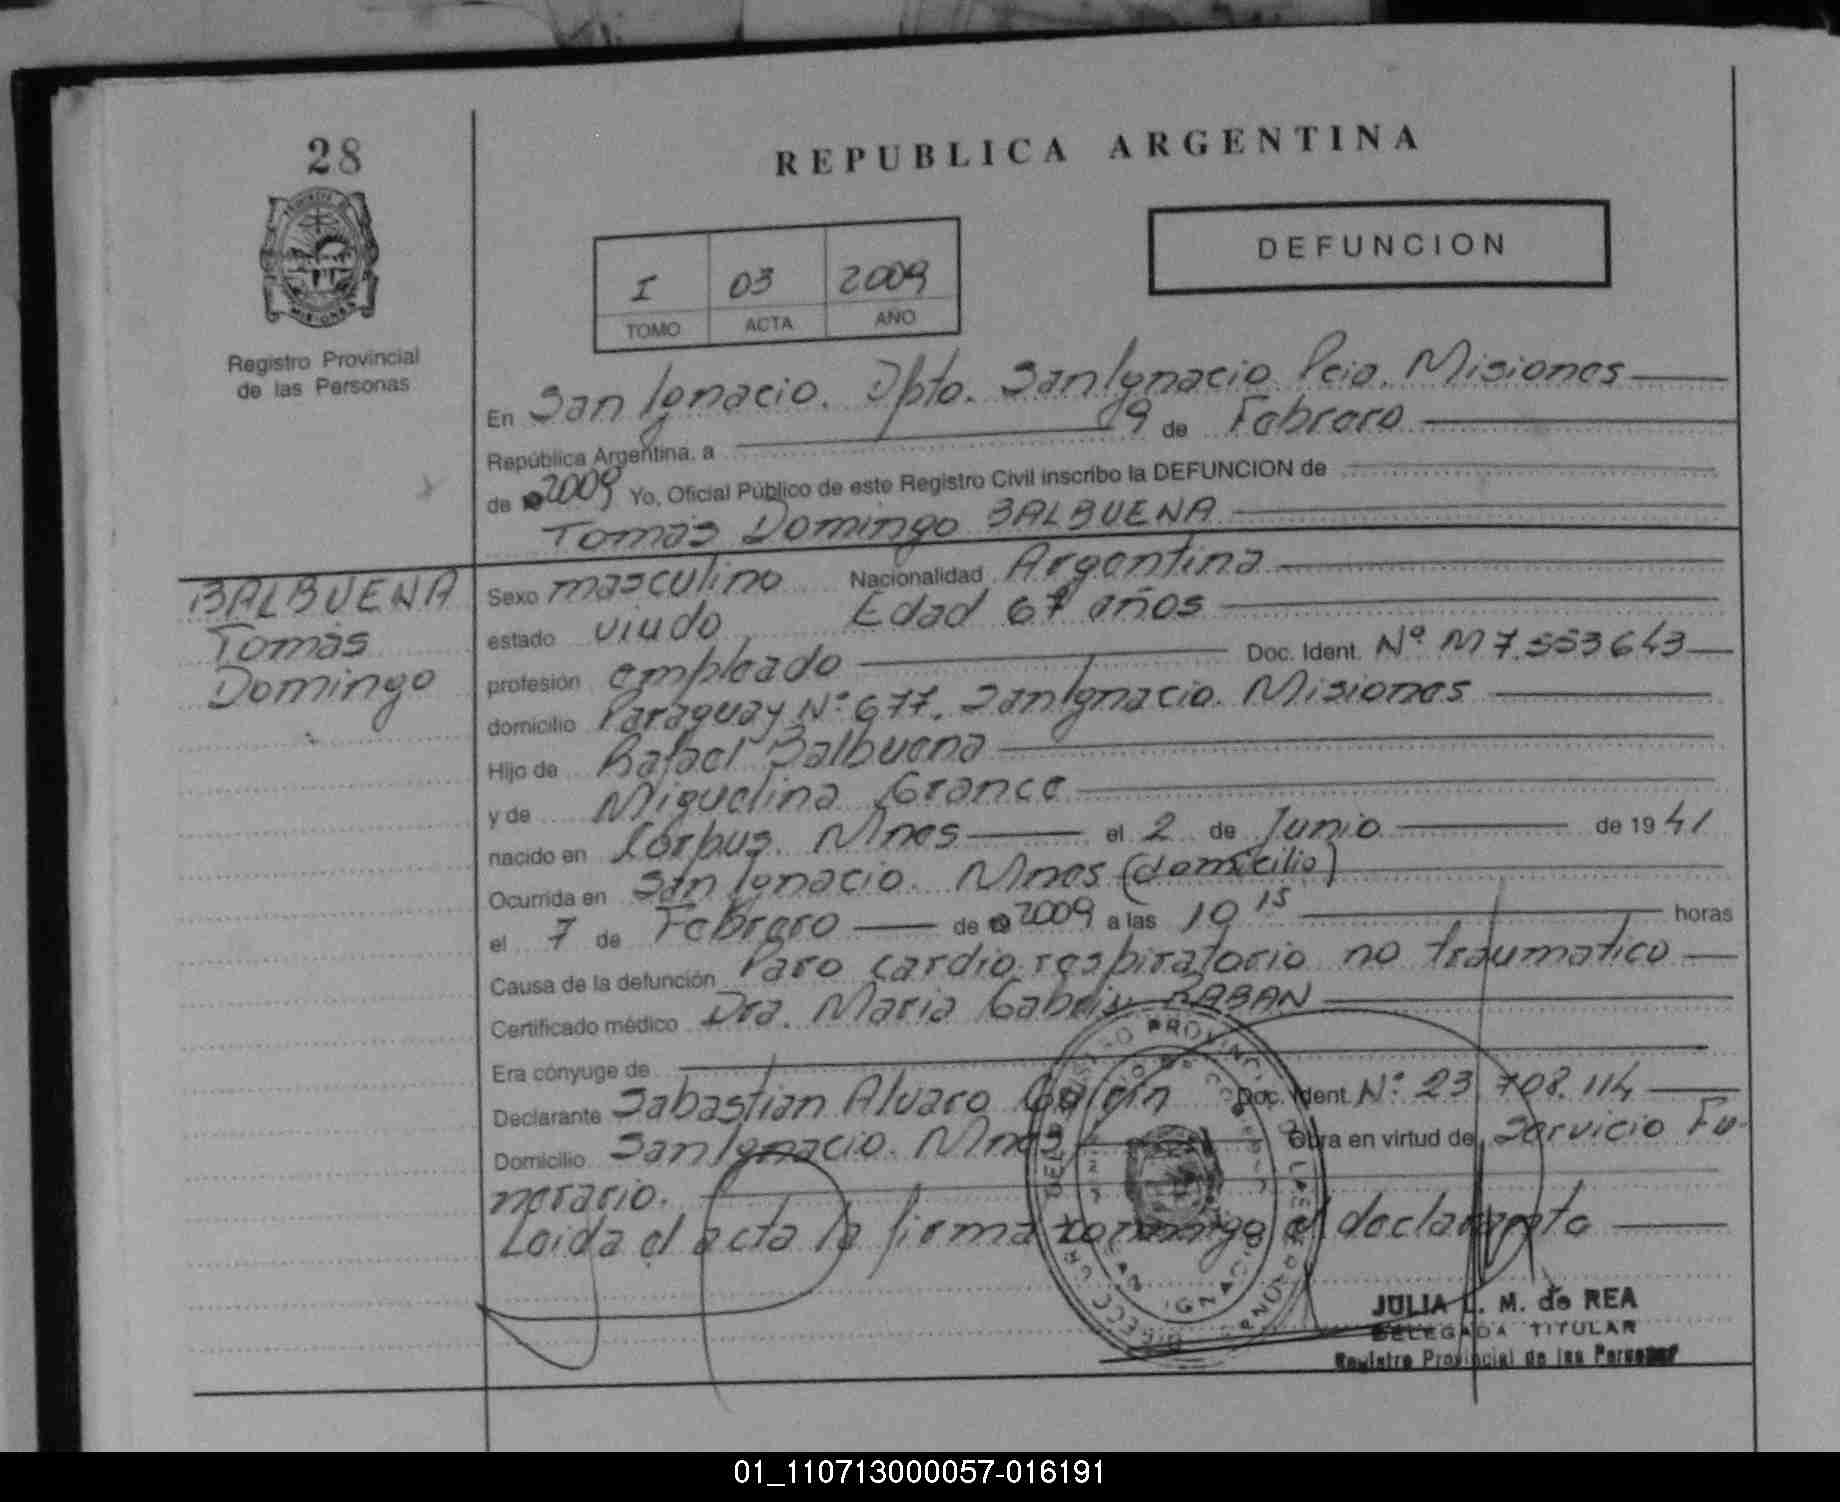 28
REPUBLICA ARGENTINA
DEFUNCION
I 03 2009
TOMO ACTA AÑO
Registro Provincial
de las Personas
En San Ignacio. Dpto. San Ignacio Pcia. Misiones
República Argentina, a 9 de Febrero
de 2009 Yo, Oficial Público de este Registro Civil inscribo la DEFUNCION de
Tomás Domingo BALBUENA
BALBUENA
Tomás
Domingo
Sexo masculino Nacionalidad Argentina
estado viudo Edad 67 años
profesión empleado Doc. Ident. Nº M 7.553643
domicilio Paraguay Nº 677. San Ignacio. Misiones
Hijo de Rafael Balbuena
y de Miguelina Grance
nacido en Corpus. Mnes el 2 de Junio de 1941
Ocurrida en San Ignacio. Mnes (domicilio)
el 7 de Febrero de 2009 a las 10 15 horas
Causa de la defunción Paro cardio respiratorio no traumatico
Certificado médico Dra. Maria RABAN
Era cónyuge de
Declarante Sabastian Alvaro Doc. Ident. Nº 23.708.114
Domicilio San Ignacio. Mnes Obra en virtud de Servicio Fu-
nerario.
Leida el acta la firma conmigo el declarante
SAN IGNACIO
JULIA L. M. de REA
DELEGADA TITULAR
Registro Provincial de las Personas
01_110713000057-016191